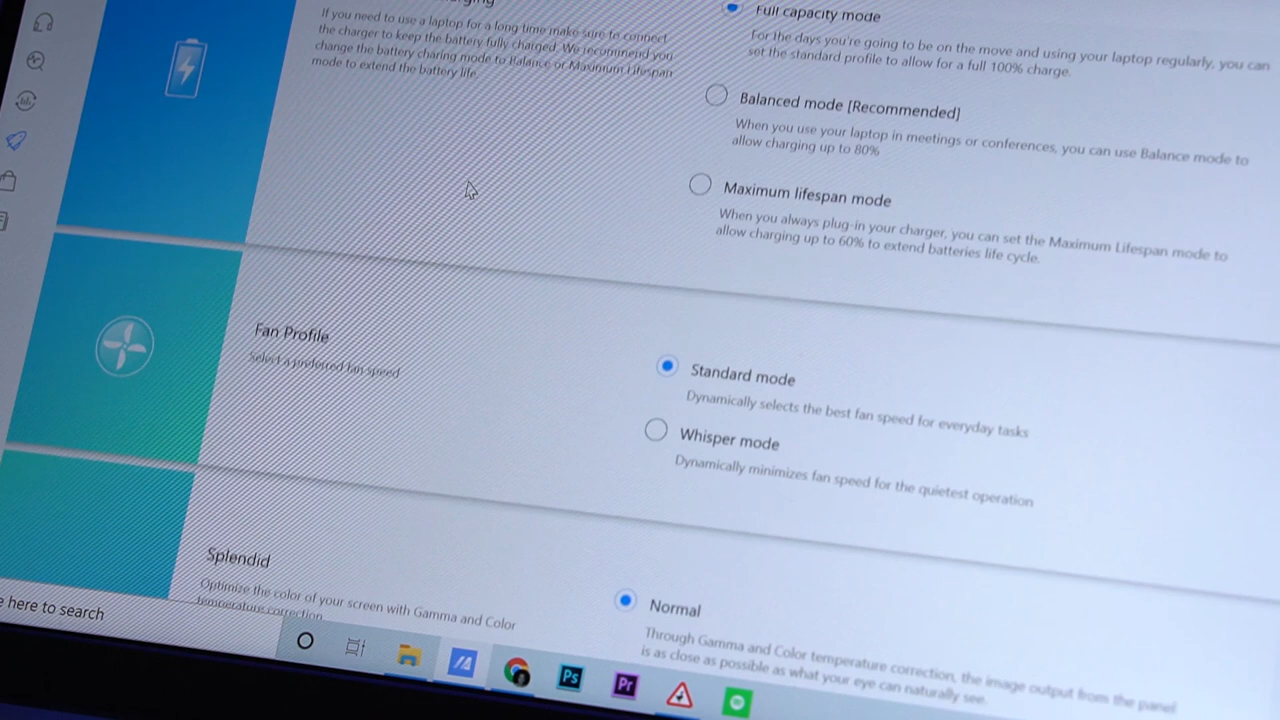 If you need to use a laptop for a long time make sure to connect
the charger to keep the battery fully charged. We recommend you
change the battery charing mode to Balance or Maximum Lifespan
mode to extend the battery life.
Full capacity mode
For the days you're going to be on the move and using your laptop regularly, you can
set the standard profile to allow for a full 100% charge.
Balanced mode [Recommended]
When you use your laptop in meetings or conferences, you can use Balance mode to
allow charging up to 80%
Maximum lifespan mode
When you always plug-in your charger, you can set the Maximum Lifespan mode to
allow charging up to 60% to extend batteries life cycle.
Fan Profile
Select a preferred fan speed
Standard mode
Dynamically selects the best fan speed for everyday tasks
Whisper mode
Dynamically minimizes fan speed for the quietest operation
Splendid
Optimize the color of your screen with Gamma and Color
temperature correction.
Normal
Through Gamma and Color temperature correction, the image output from the panel
is as close as possible as what your eye can naturally see.
e here to search
Ps
Pr